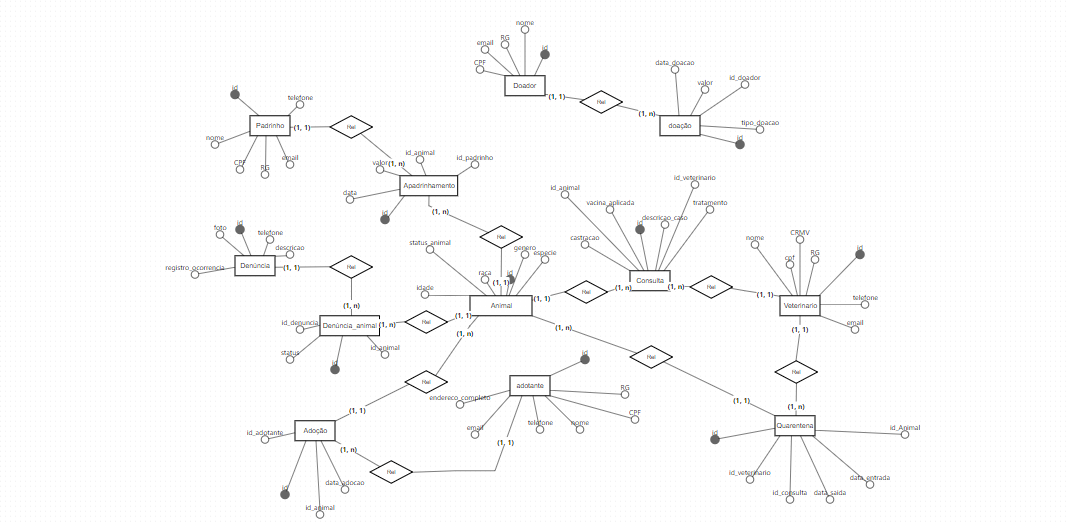 nome
RG
email
id
CPF
Doador
(1, 1)
Rel
(1, n)
data_doacao
valor
id_doador
tipo_doacao
doação
id
id
telefone
Padrinho
(1, 1)
Rel
nome
CPF
RG
email
(1, n)
valor
id_animal
id_padrinho
Apadrinhamento
data
id
(1, n)
Rel
(1, 1)
id_animal
id_veterinario
vacina_aplicada
tratamento
id
descricao_caso
castracao
Consulta
(1, n)
(1, n)
Rel
Rel
(1, 1)
(1, 1)
foto
id
telefone
descricao
registro_ocorrencia
Denúncia
(1, 1)
Rel
(1, n)
status_animal
genero
especie
raca
id
idade
Animal
nome
CRMV
cpf
RG
id
Veterinario
telefone
email
(1, 1)
id_denuncia
Denúncia_animal
(1, n)
Rel
(1, 1)
status
id
id_animal
(1, n)
Rel
(1, 1)
(1, n)
Rel
(1, 1)
Rel
(1, n)
adotante
id
endereco_completo
RG
CPF
email
telefone
nome
(1, 1)
Adoção
id_adotante
(1, n)
Rel
id
data_adocao
id_animal
Quarentena
id
id_Animal
id_veterinario
id_consulta
data_saida
data_entrada